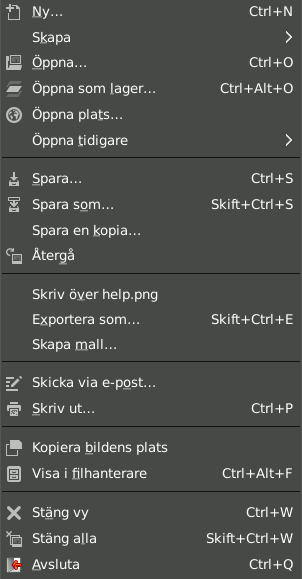 Ny... Ctrl+N
Skapa
Öppna... Ctrl+O
Öppna som lager... Ctrl+Alt+O
Öppna plats...
Öppna tidigare
Spara... Ctrl+S
Spara som... Skift+Ctrl+S
Spara en kopia...
Återgå
Skriv över help.png
Exportera som... Skift+Ctrl+E
Skapa mall...
Skicka via e-post...
Skriv ut... Ctrl+P
Kopiera bildens plats
Visa i filhanterare Ctrl+Alt+F
Stäng vy Ctrl+W
Stäng alla Skift+Ctrl+W
Avsluta Ctrl+Q